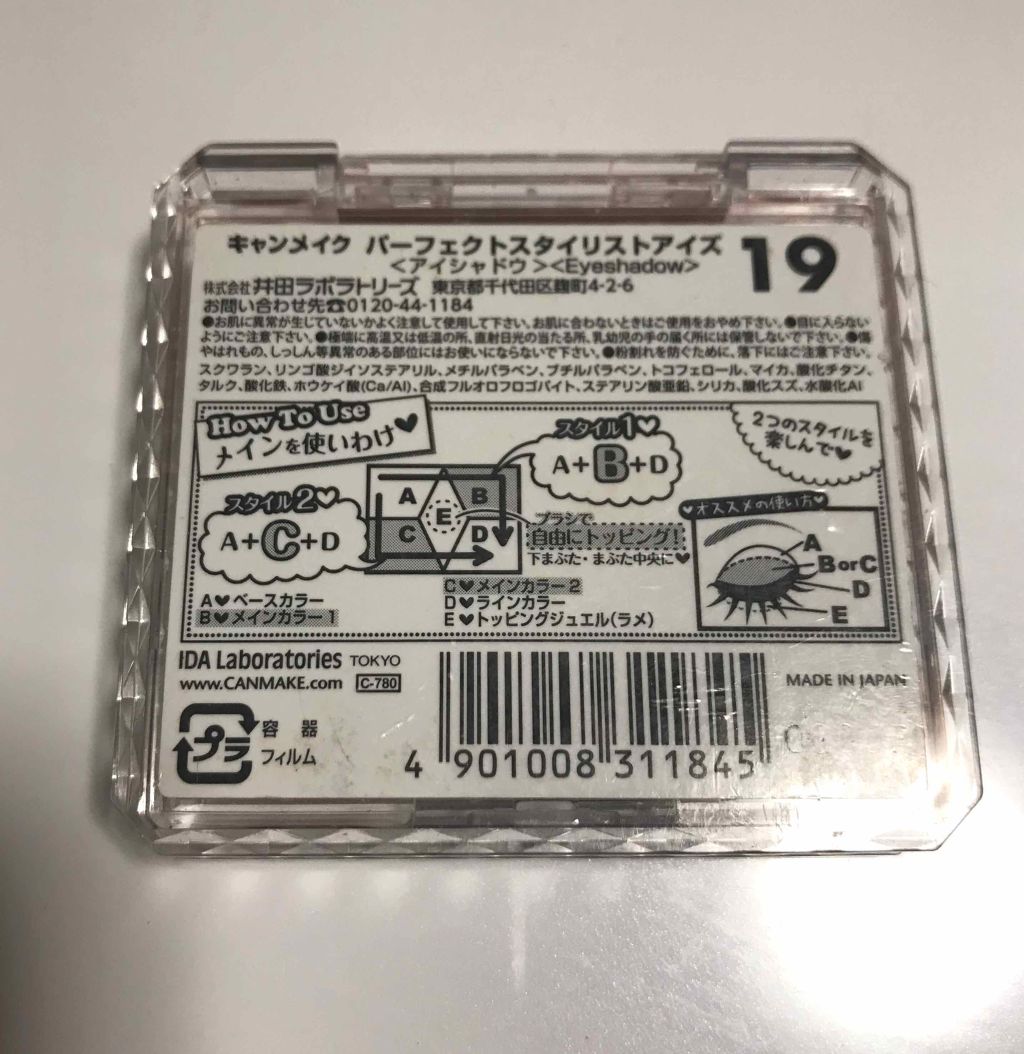 キャンメイク パーフェクトスタイリストアイズ 19
<アイシャドウ><Eyeshadow>
株式会社 井田ラボラトリーズ 東京都千代田区麹町4-2-6
お問い合わせ先☎0120-44-1184
●お肌に異常が生じていないかよく注意して使用して下さい。お肌に合わないときはご使用をおやめ下さい。●目に入らない
ようにご注意下さい。●極端に高温又は低温の所、直射日光の当たる所、乳幼児の手の届く所には保管しないで下さい。●傷
やはれもの、しっしん等異常のある部位にはお使いにならないで下さい。●粉割れを防ぐために、落下にはご注意下さい。
スクワラン、リンゴ酸ジイソステアリル、メチルパラベン、ブチルパラベン、トコフェロール、マイカ、酸化チタン、
タルク、酸化鉄、ホウケイ酸(Ca/Al)、合成フルオロフロゴパイト、ステアリン酸亜鉛、シリカ、酸化スズ、水酸化Al
How To Use
メインを使いわけ♥
スタイル1♥
A+B+D
2つのスタイルを
楽しんで♥
スタイル2♥
A+C+D
A
B
C
D
E
ブラシで
自由にトッピング!
下まぶた・まぶた中央に♥
♥オススメの使い方♥
A
B or C
D
E
A♥ベースカラー
B♥メインカラー1
C♥メインカラー2
D♥ラインカラー
E♥トッピングジュエル(ラメ)
IDA Laboratories TOKYO
www.CANMAKE.com C-780
MADE IN JAPAN
プラ
容器
フィルム
4 901008 311845